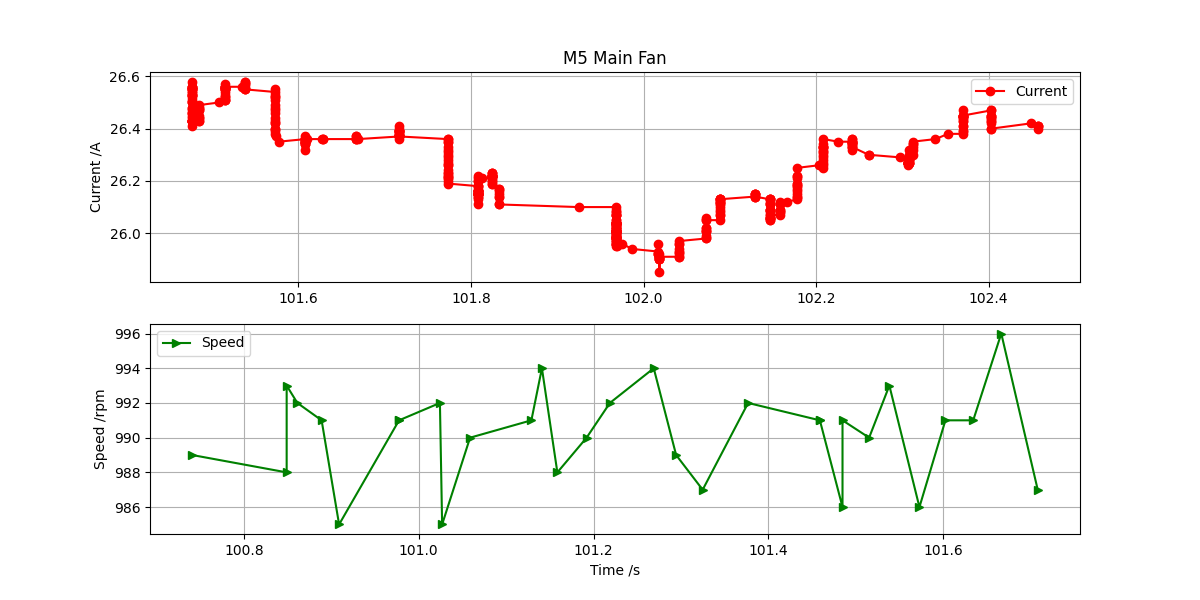 M5 Main Fan
26.6
26.4
26.2
26.0
Current /A
Current
101.6 101.8 102.0 102.2 102.4
996
994
992
990
988
986
Speed /rpm
Speed
100.8 101.0 101.2 101.4 101.6
Time /s